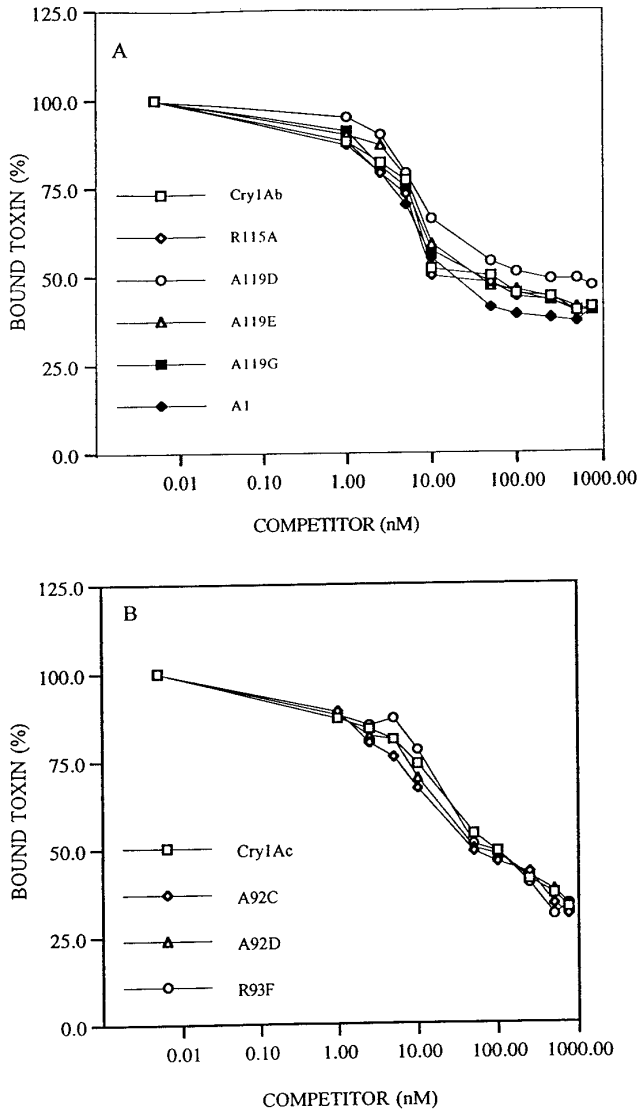 125.0
A
100.0
75.0
50.0
25.0
0.0
BOUND TOXIN (%)
Cry1Ab
R115A
A119D
A119E
A119G
A1
0.01 0.10 1.00 10.00 100.00 1000.00
COMPETITOR (nM)
125.0
B
100.0
75.0
50.0
25.0
0.0
BOUND TOXIN (%)
Cry1Ac
A92C
A92D
R93F
0.01 0.10 1.00 10.00 100.00 1000.00
COMPETITOR (nM)